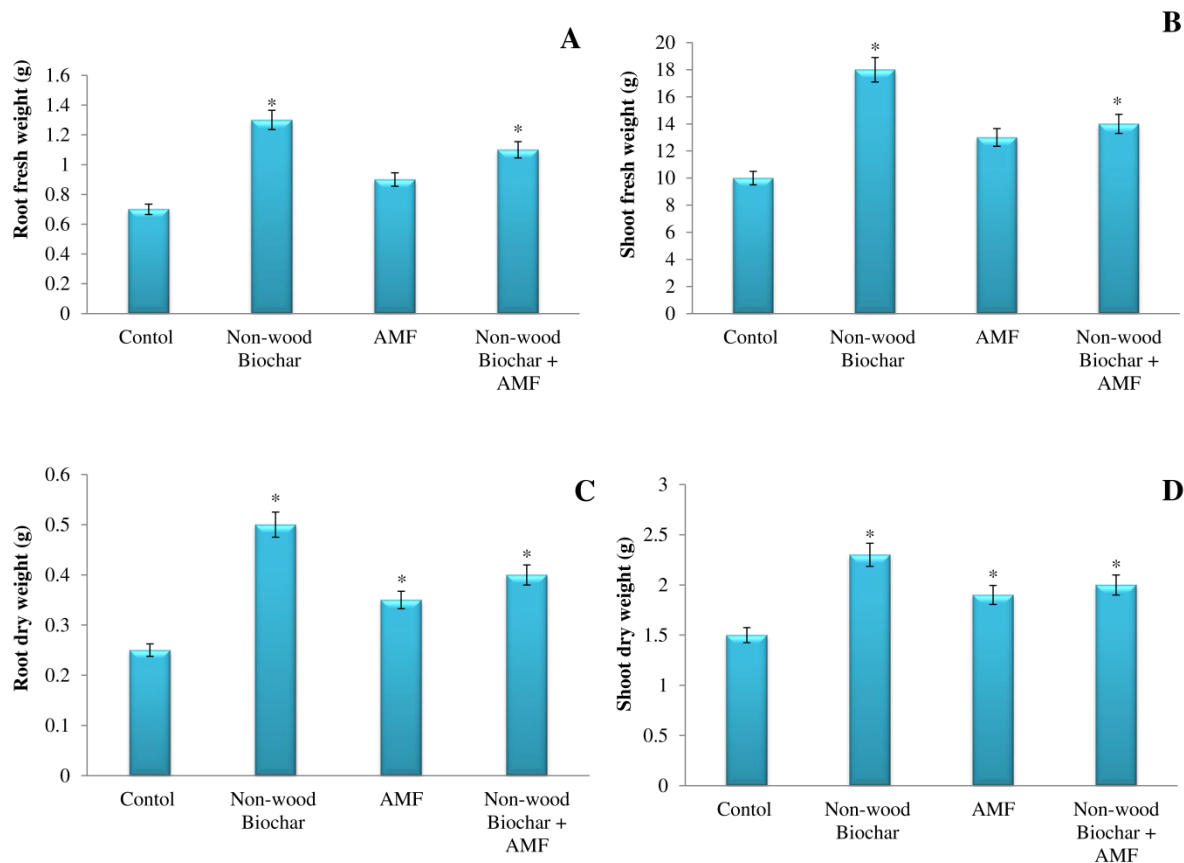 A
Root fresh weight (g)
1.6
1.4
1.2
1
0.8
0.6
0.4
0.2
0
*
*
Contol
Non-wood
Biochar
AMF
Non-wood
Biochar +
AMF
B
Shoot fresh weight (g)
20
18
16
14
12
10
8
6
4
2
0
*
*
Contol
Non-wood
Biochar
AMF
Non-wood
Biochar +
AMF
C
Root dry weight (g)
0.6
0.5
0.4
0.3
0.2
0.1
0
*
*
*
Contol
Non-wood
Biochar
AMF
Non-wood
Biochar +
AMF
D
Shoot dry weight (g)
3
2.5
2
1.5
1
0.5
0
*
*
*
Contol
Non-wood
Biochar
AMF
Non-wood
Biochar +
AMF